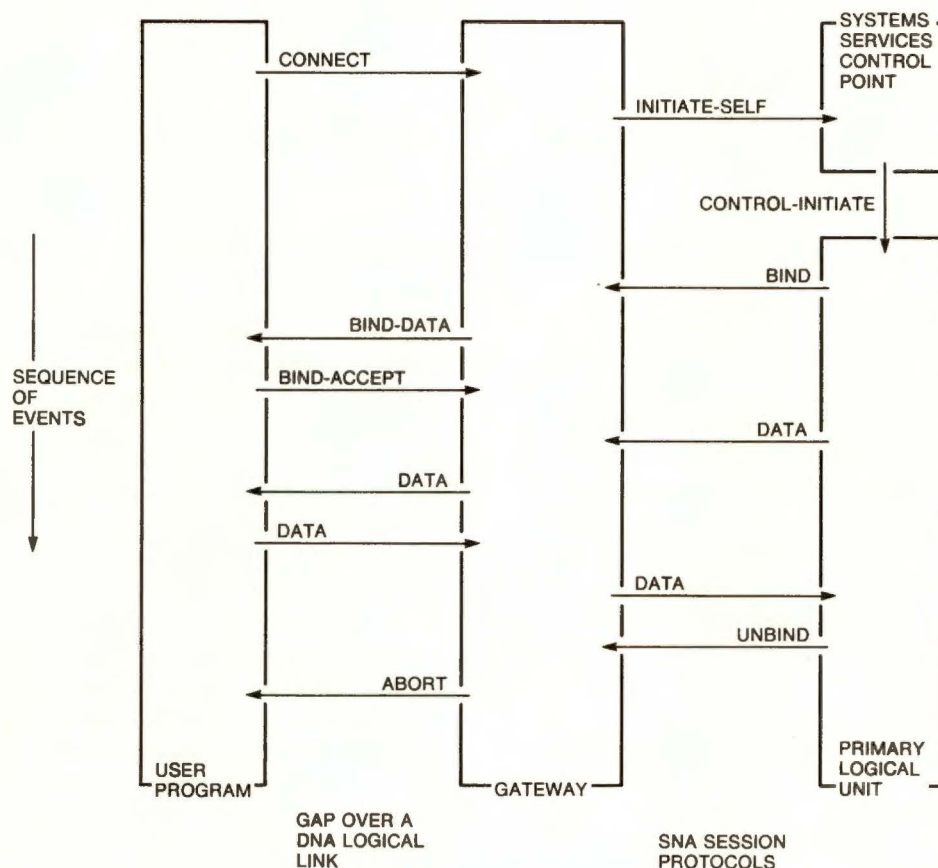 SYSTEMS
SERVICES
CONTROL
POINT
CONNECT
INITIATE-SELF
CONTROL-INITIATE
BIND
BIND-DATA
SEQUENCE
OF
EVENTS
BIND-ACCEPT
DATA
DATA
DATA
DATA
UNBIND
ABORT
USER
PROGRAM
GATEWAY
PRIMARY
LOGICAL
UNIT
GAP OVER A
DNA LOGICAL
LINK
SNA SESSION
PROTOCOLS